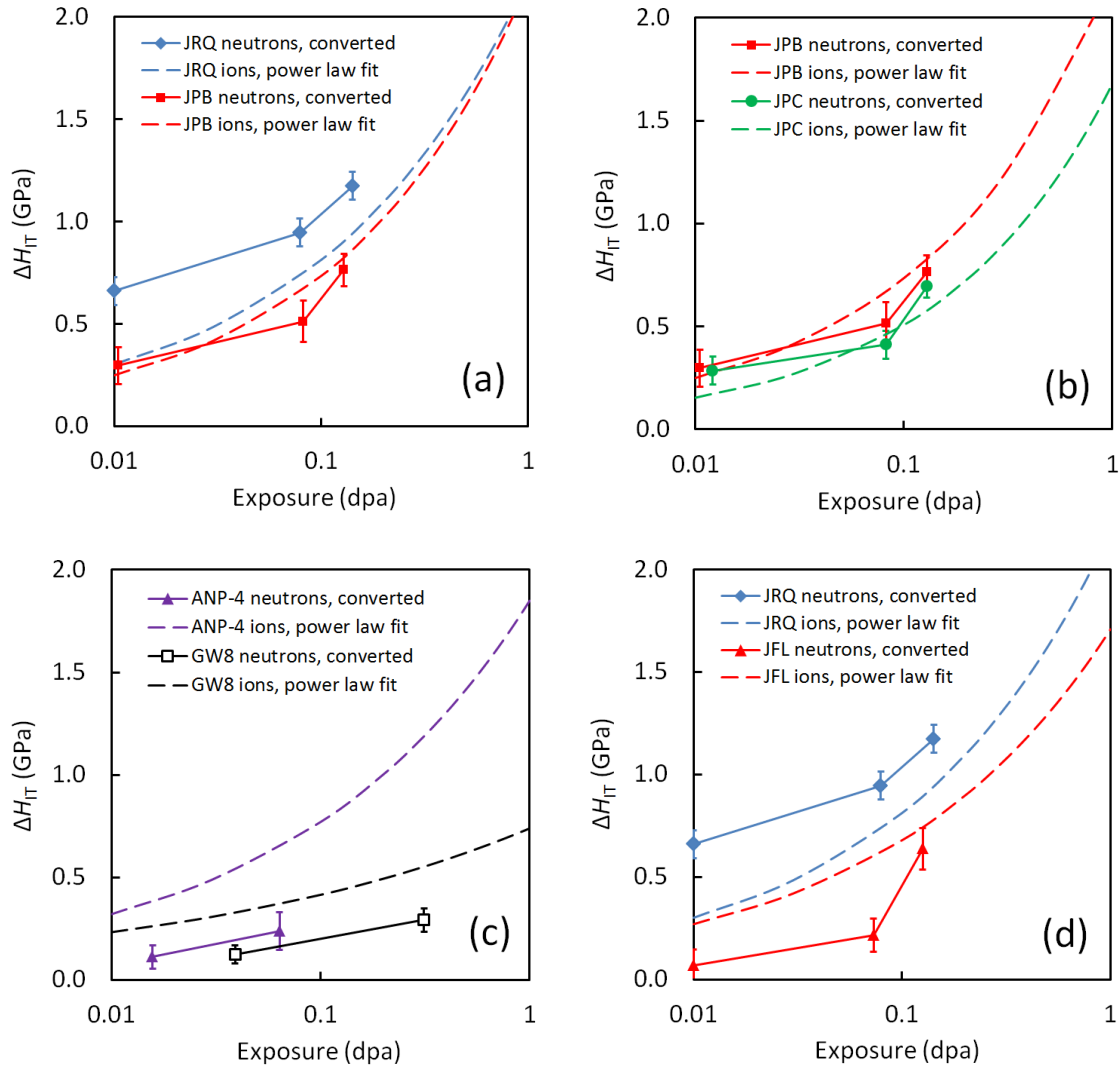 2.0
1.5
1.0
0.5
0.0
ΔH_IT (GPa)
JRQ neutrons, converted
JRQ ions, power law fit
JPB neutrons, converted
JPB ions, power law fit
(a)
0.01 0.1 1
Exposure (dpa)
2.0
1.5
1.0
0.5
0.0
ΔH_IT (GPa)
JPB neutrons, converted
JPB ions, power law fit
JPC neutrons, converted
JPC ions, power law fit
(b)
0.01 0.1 1
Exposure (dpa)
2.0
1.5
1.0
0.5
0.0
ΔH_IT (GPa)
ANP-4 neutrons, converted
ANP-4 ions, power law fit
GW8 neutrons, converted
GW8 ions, power law fit
(c)
0.01 0.1 1
Exposure (dpa)
2.0
1.5
1.0
0.5
0.0
ΔH_IT (GPa)
JRQ neutrons, converted
JRQ ions, power law fit
JFL neutrons, converted
JFL ions, power law fit
(d)
0.01 0.1 1
Exposure (dpa)